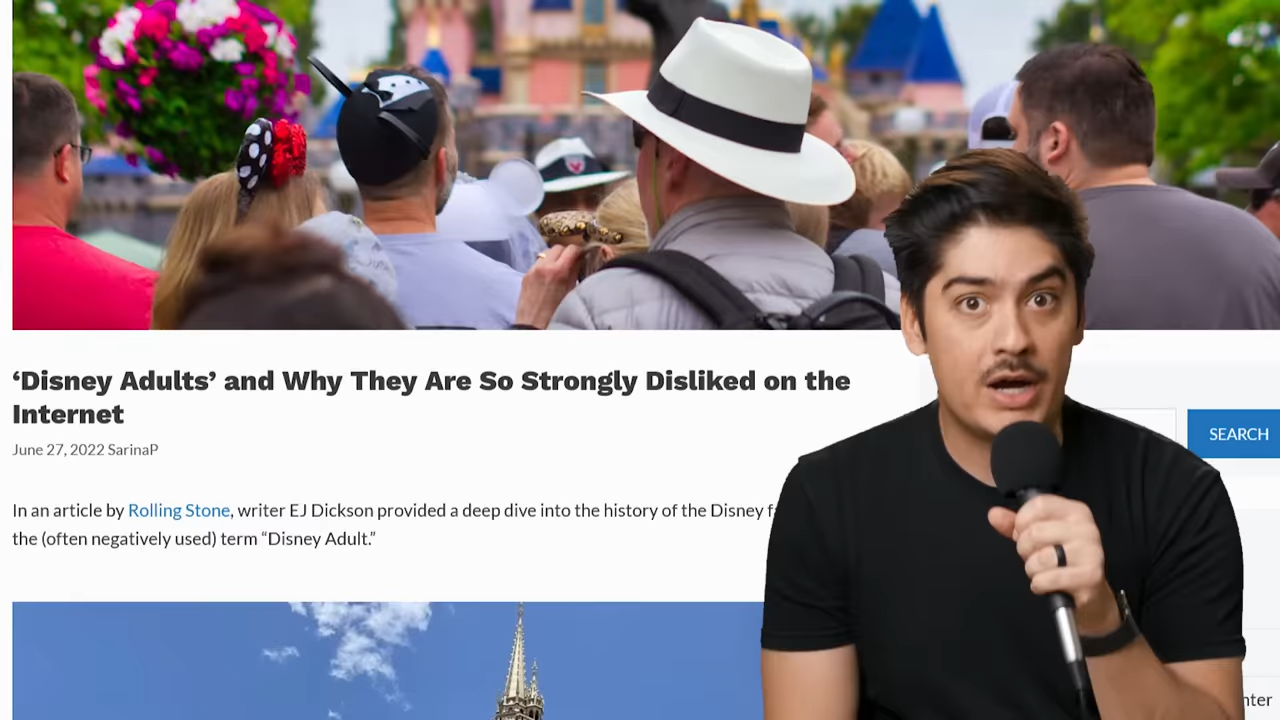 ‘Disney Adults’ and Why They Are So Strongly Disliked on the
Internet
June 27, 2022 SarinaP
SEARCH
In an article by Rolling Stone, writer EJ Dickson provided a deep dive into the history of the Disney
the (often negatively used) term “Disney Adult.”